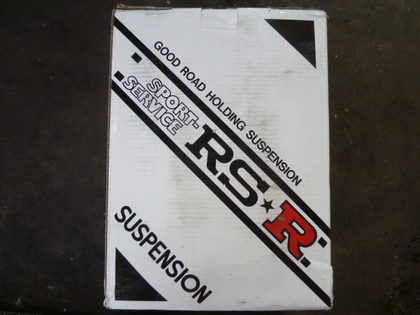 GOOD ROAD HOLDING SUSPENSION
SPORT-
SERVICE
RS★R
SUSPENSION